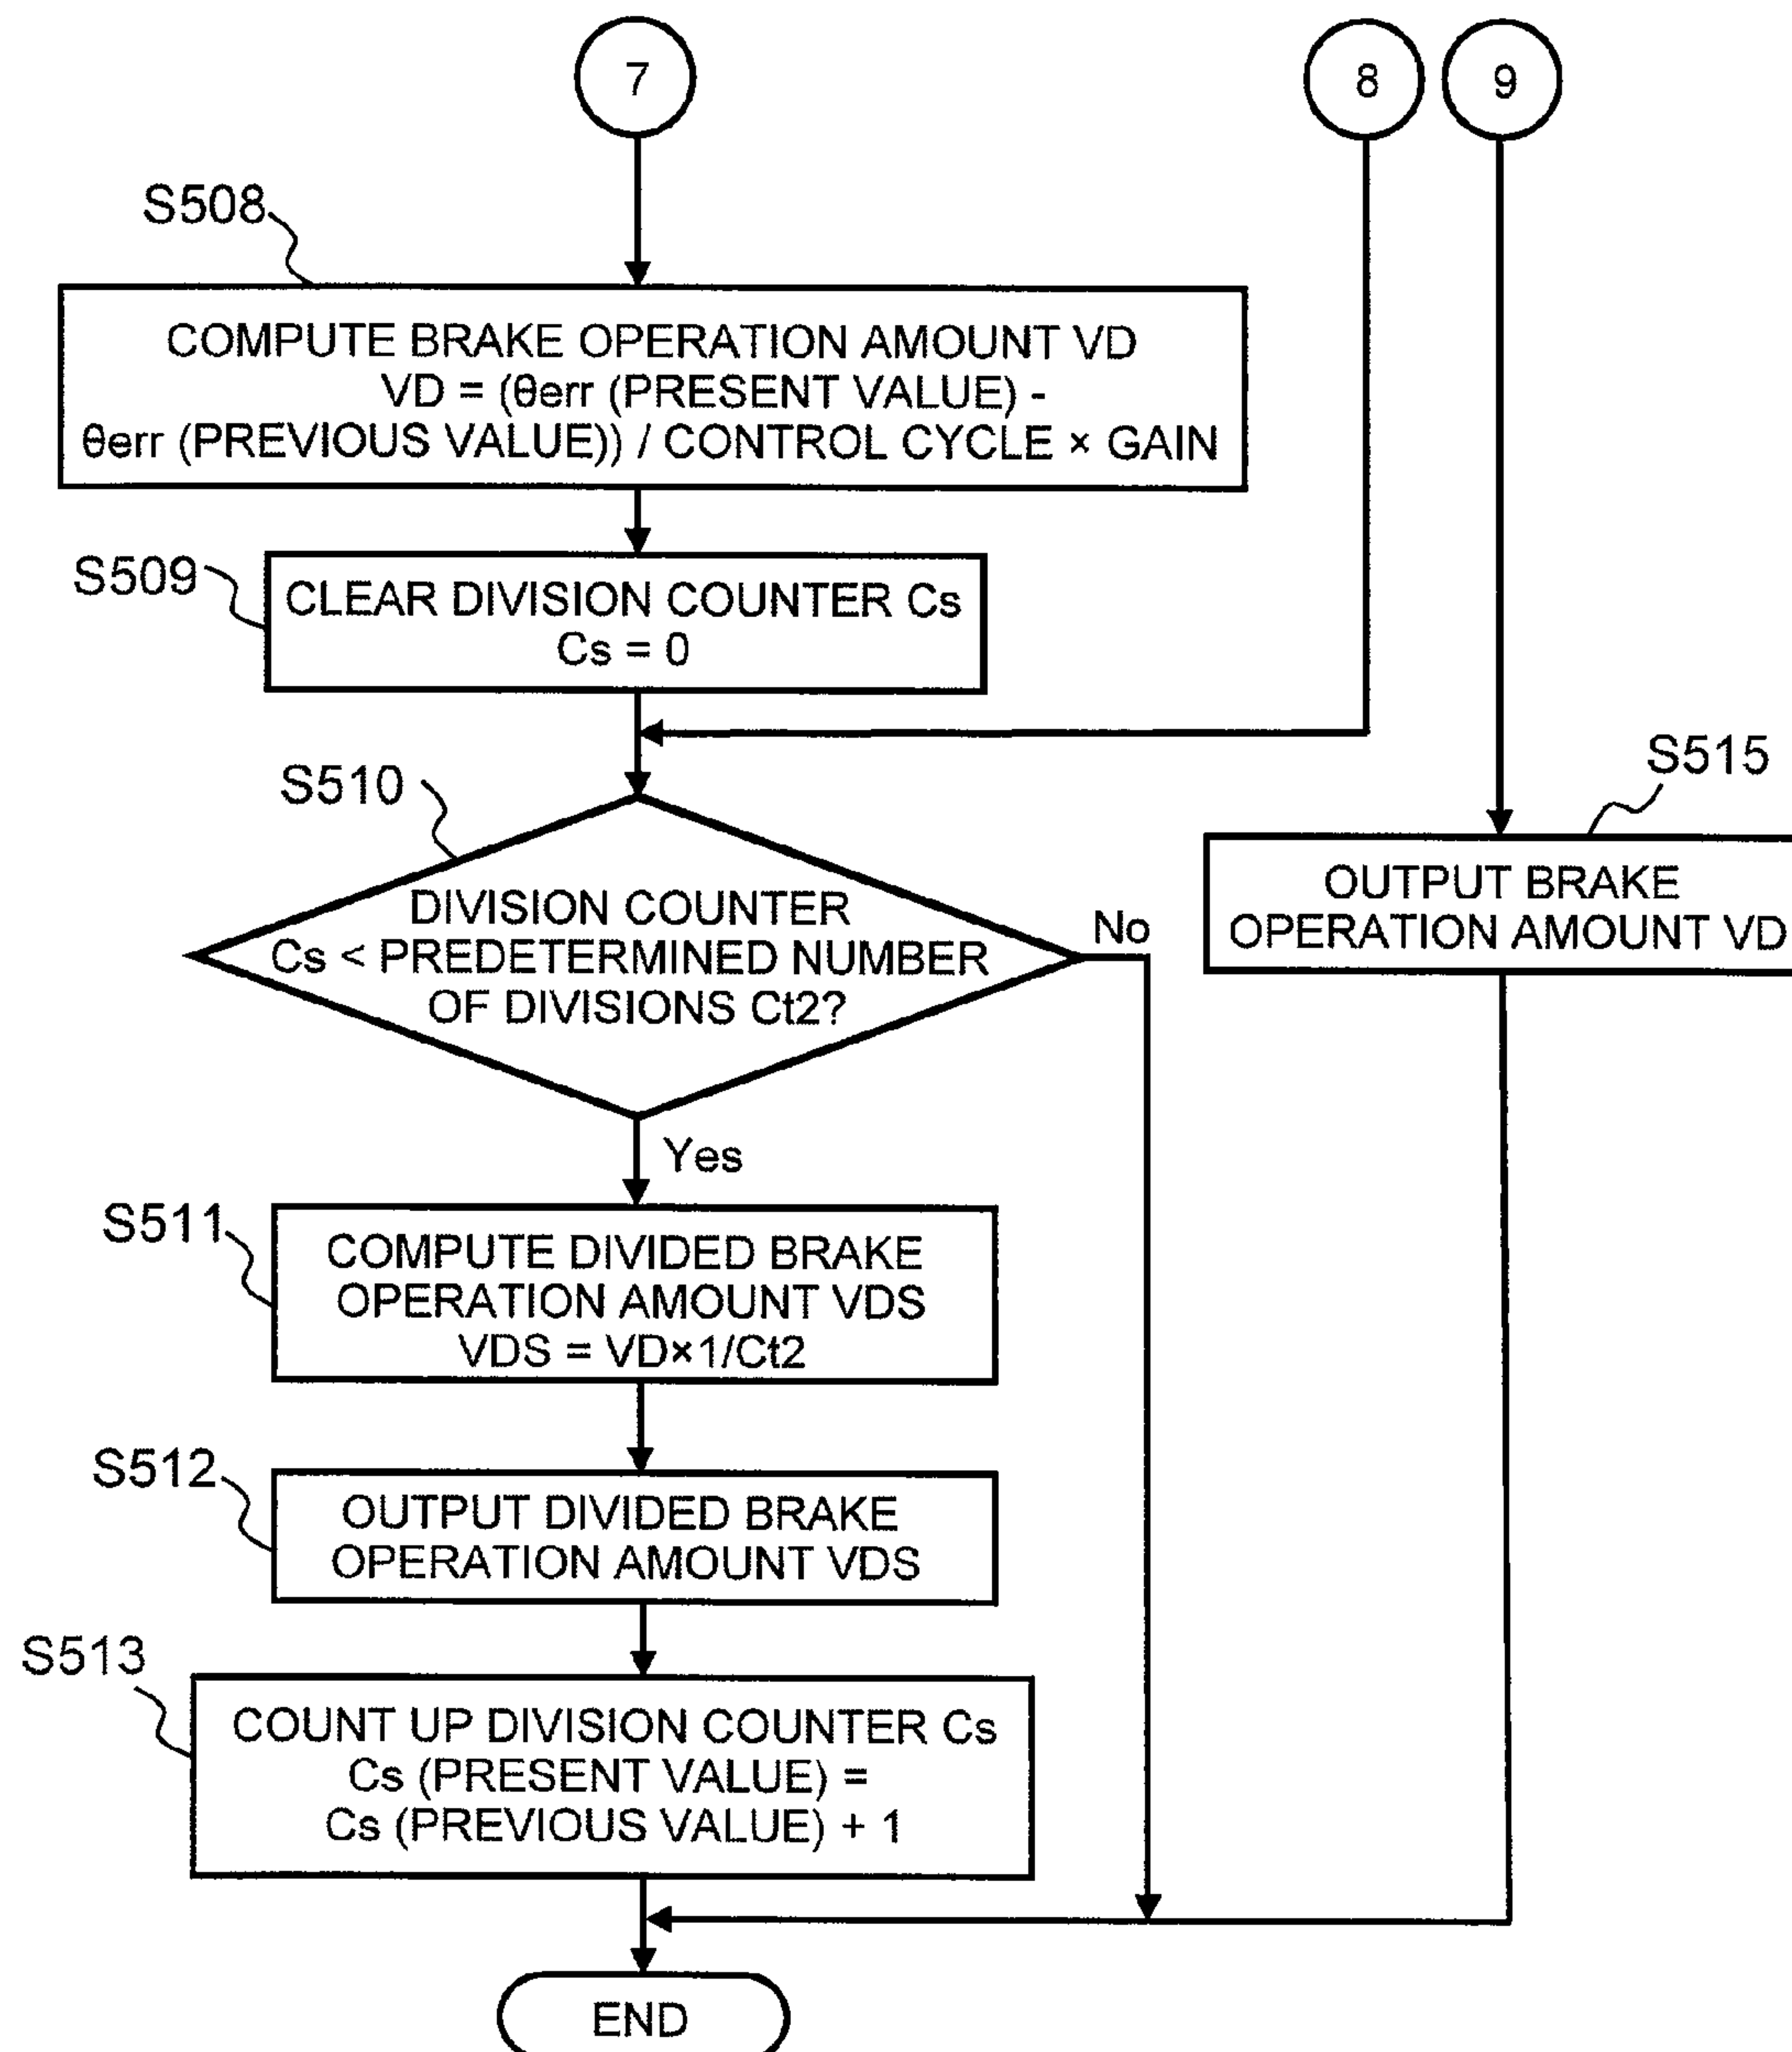 7
8
9
S508
COMPUTE BRAKE OPERATION AMOUNT VD
VD = (θerr (PRESENT VALUE) -
θerr (PREVIOUS VALUE)) / CONTROL CYCLE × GAIN
S509
CLEAR DIVISION COUNTER Cs
Cs = 0
S510
DIVISION COUNTER
Cs < PREDETERMINED NUMBER
OF DIVISIONS Ct2?
No
Yes
S515
OUTPUT BRAKE
OPERATION AMOUNT VD
S511
COMPUTE DIVIDED BRAKE
OPERATION AMOUNT VDS
VDS = VD×1/Ct2
S512
OUTPUT DIVIDED BRAKE
OPERATION AMOUNT VDS
S513
COUNT UP DIVISION COUNTER Cs
Cs (PRESENT VALUE) =
Cs (PREVIOUS VALUE) + 1
END